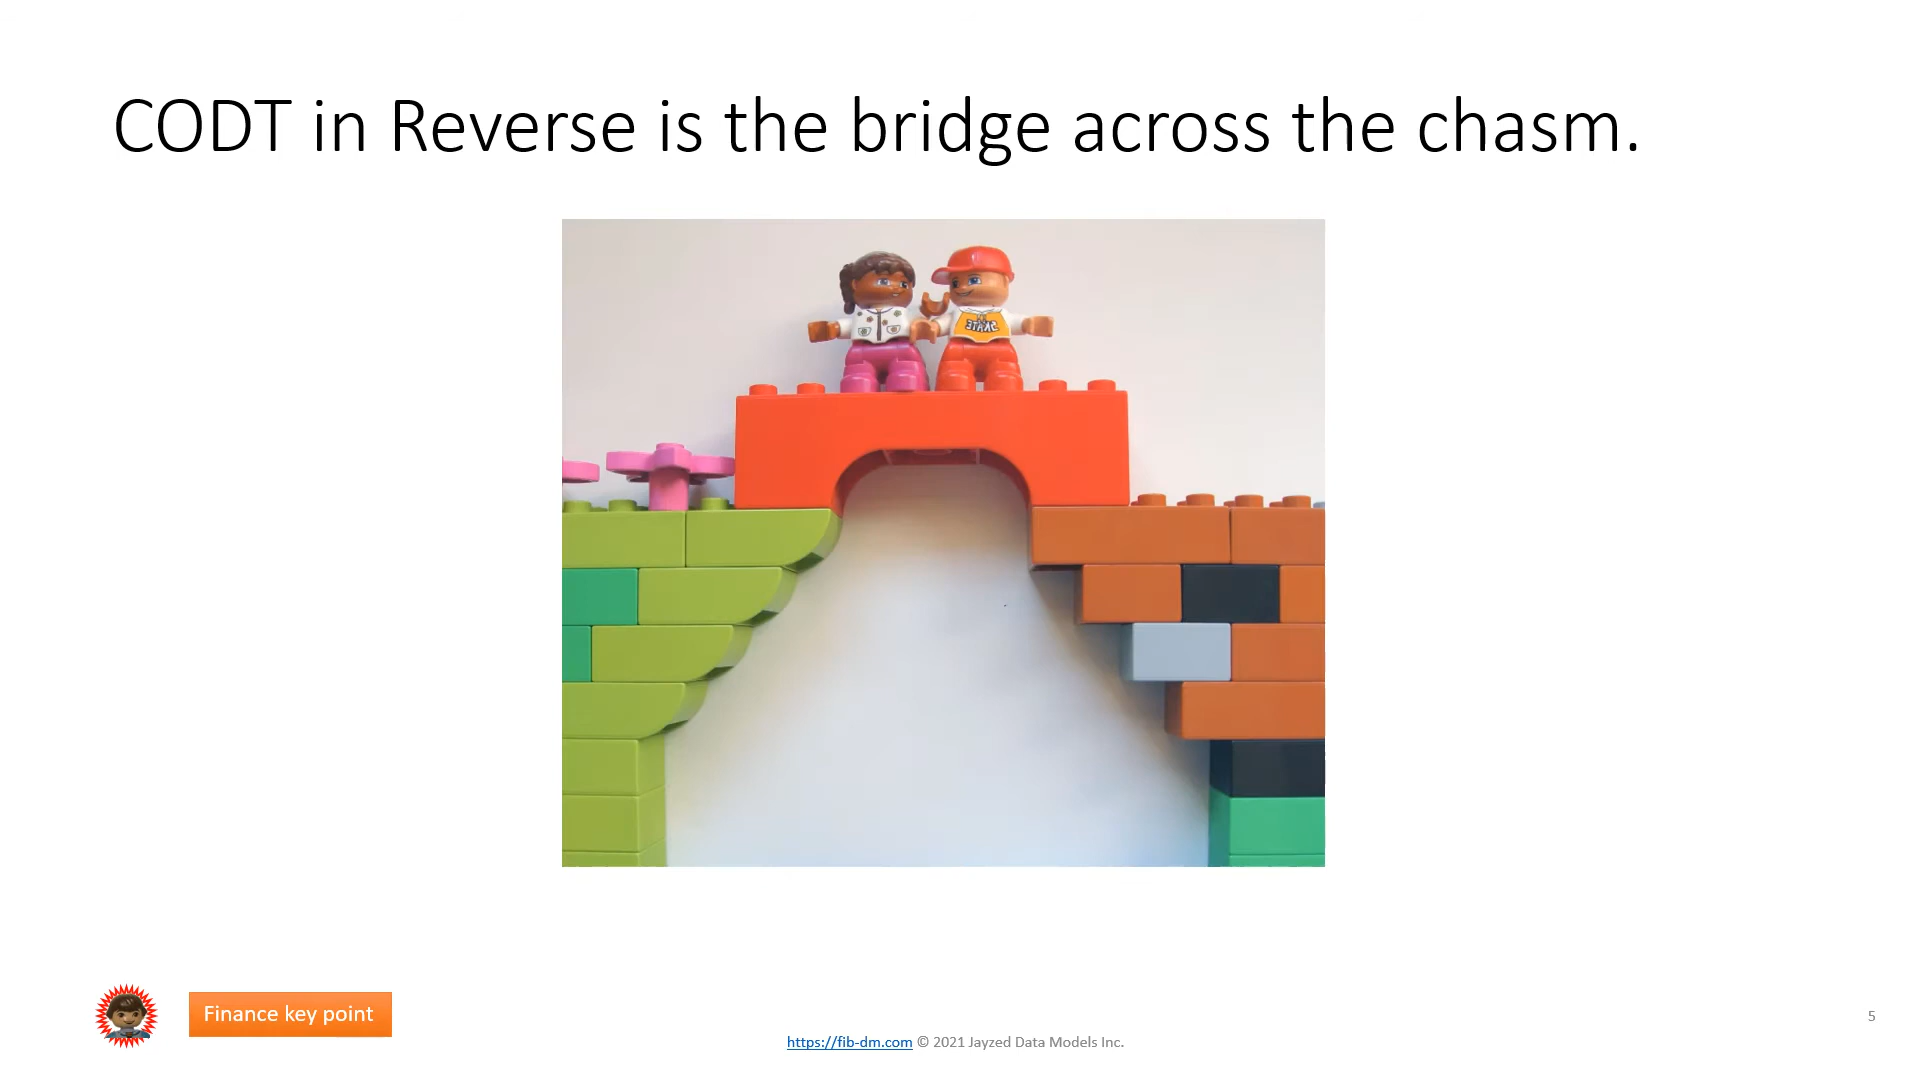 CODT in Reverse is the bridge across the chasm.
SKATE
Finance key point
5
https://fib-dm.com © 2021 Jayzed Data Models Inc.